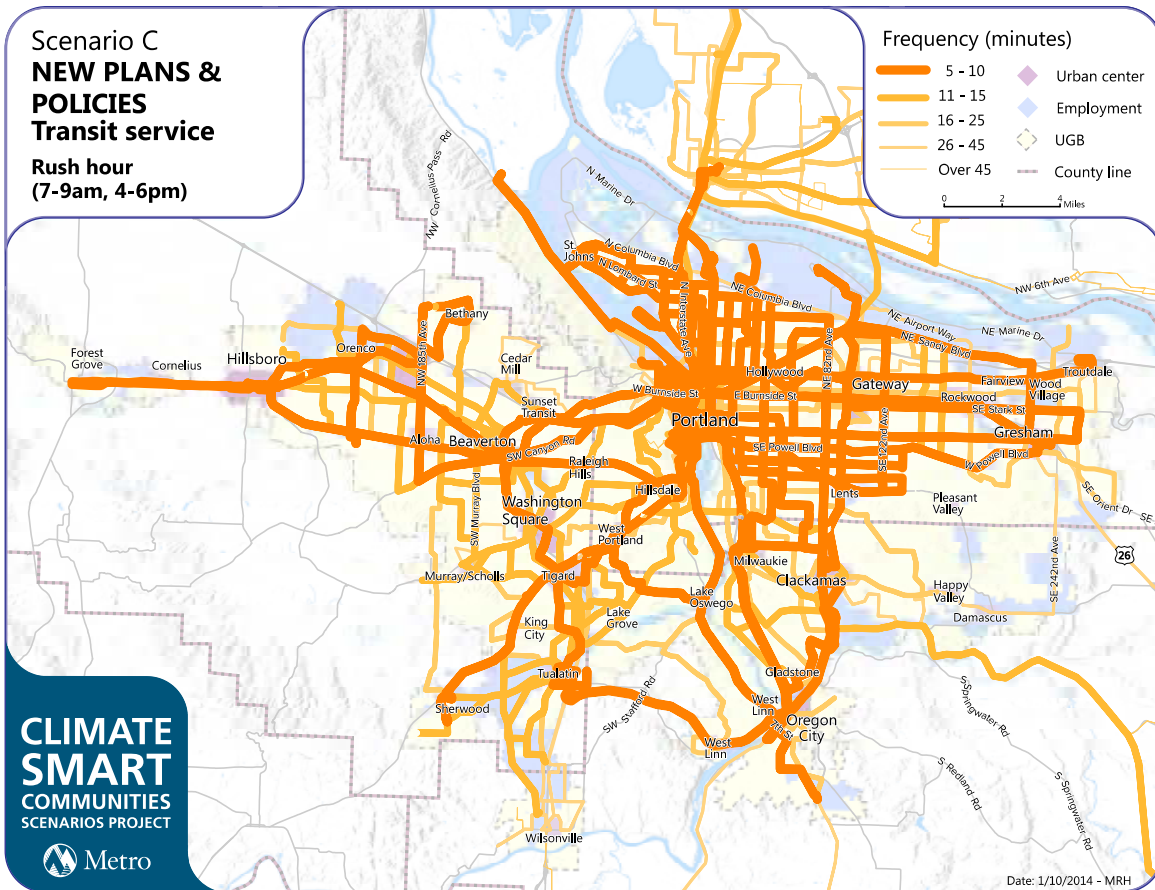 Scenario C
NEW PLANS &
POLICIES
Transit service
Rush hour
(7-9am, 4-6pm)
Frequency (minutes)
5 - 10
11 - 15
16 - 25
26 - 45
Over 45
Urban center
Employment
UGB
County line
0 2 4
Miles
NW Cornelius Pass Rd
N Marine Dr
St.
Johns
N Columbia Blvd
N Lombard St
N Interstate Ave
NE Columbia Blvd
NE 82nd Ave
NE Airport Way
NE Sandy Blvd
NE Marine Dr
NW 6th Ave
Bethany
NW 185th Ave
Orenco
Hillsboro
Forest
Grove
Cornelius
Cedar
Mill
Sunset
Transit
W Burnside St
Hollywood
E Burnside St
Gateway
Fairview
Troutdale
Wood
Village
Rockwood
SE Stark St
Portland
Gresham
Aloha
Beaverton
SW Canyon Rd
SE Powell Blvd
SE 122nd Ave
W Powell Blvd
Raleigh
Hills
SW Murray Blvd
Washington
Square
Hillsdale
Lents
Pleasant
Valley
SE Orient Dr
SE
West
Portland
26
Murray/Scholls
Tigard
Milwaukie
Clackamas
SE 242nd Ave
Happy
Valley
Damascus
Lake
Oswego
Lake
Grove
King
City
Tualatin
Gladstone
Sherwood
SW Stafford Rd
West
Linn
7th St
Oregon
City
West
Linn
S Springwater Rd
S Redland Rd
S Springwater Rd
Wilsonville
CLIMATE
SMART
COMMUNITIES
SCENARIOS PROJECT
Metro
Date: 1/10/2014 - MRH